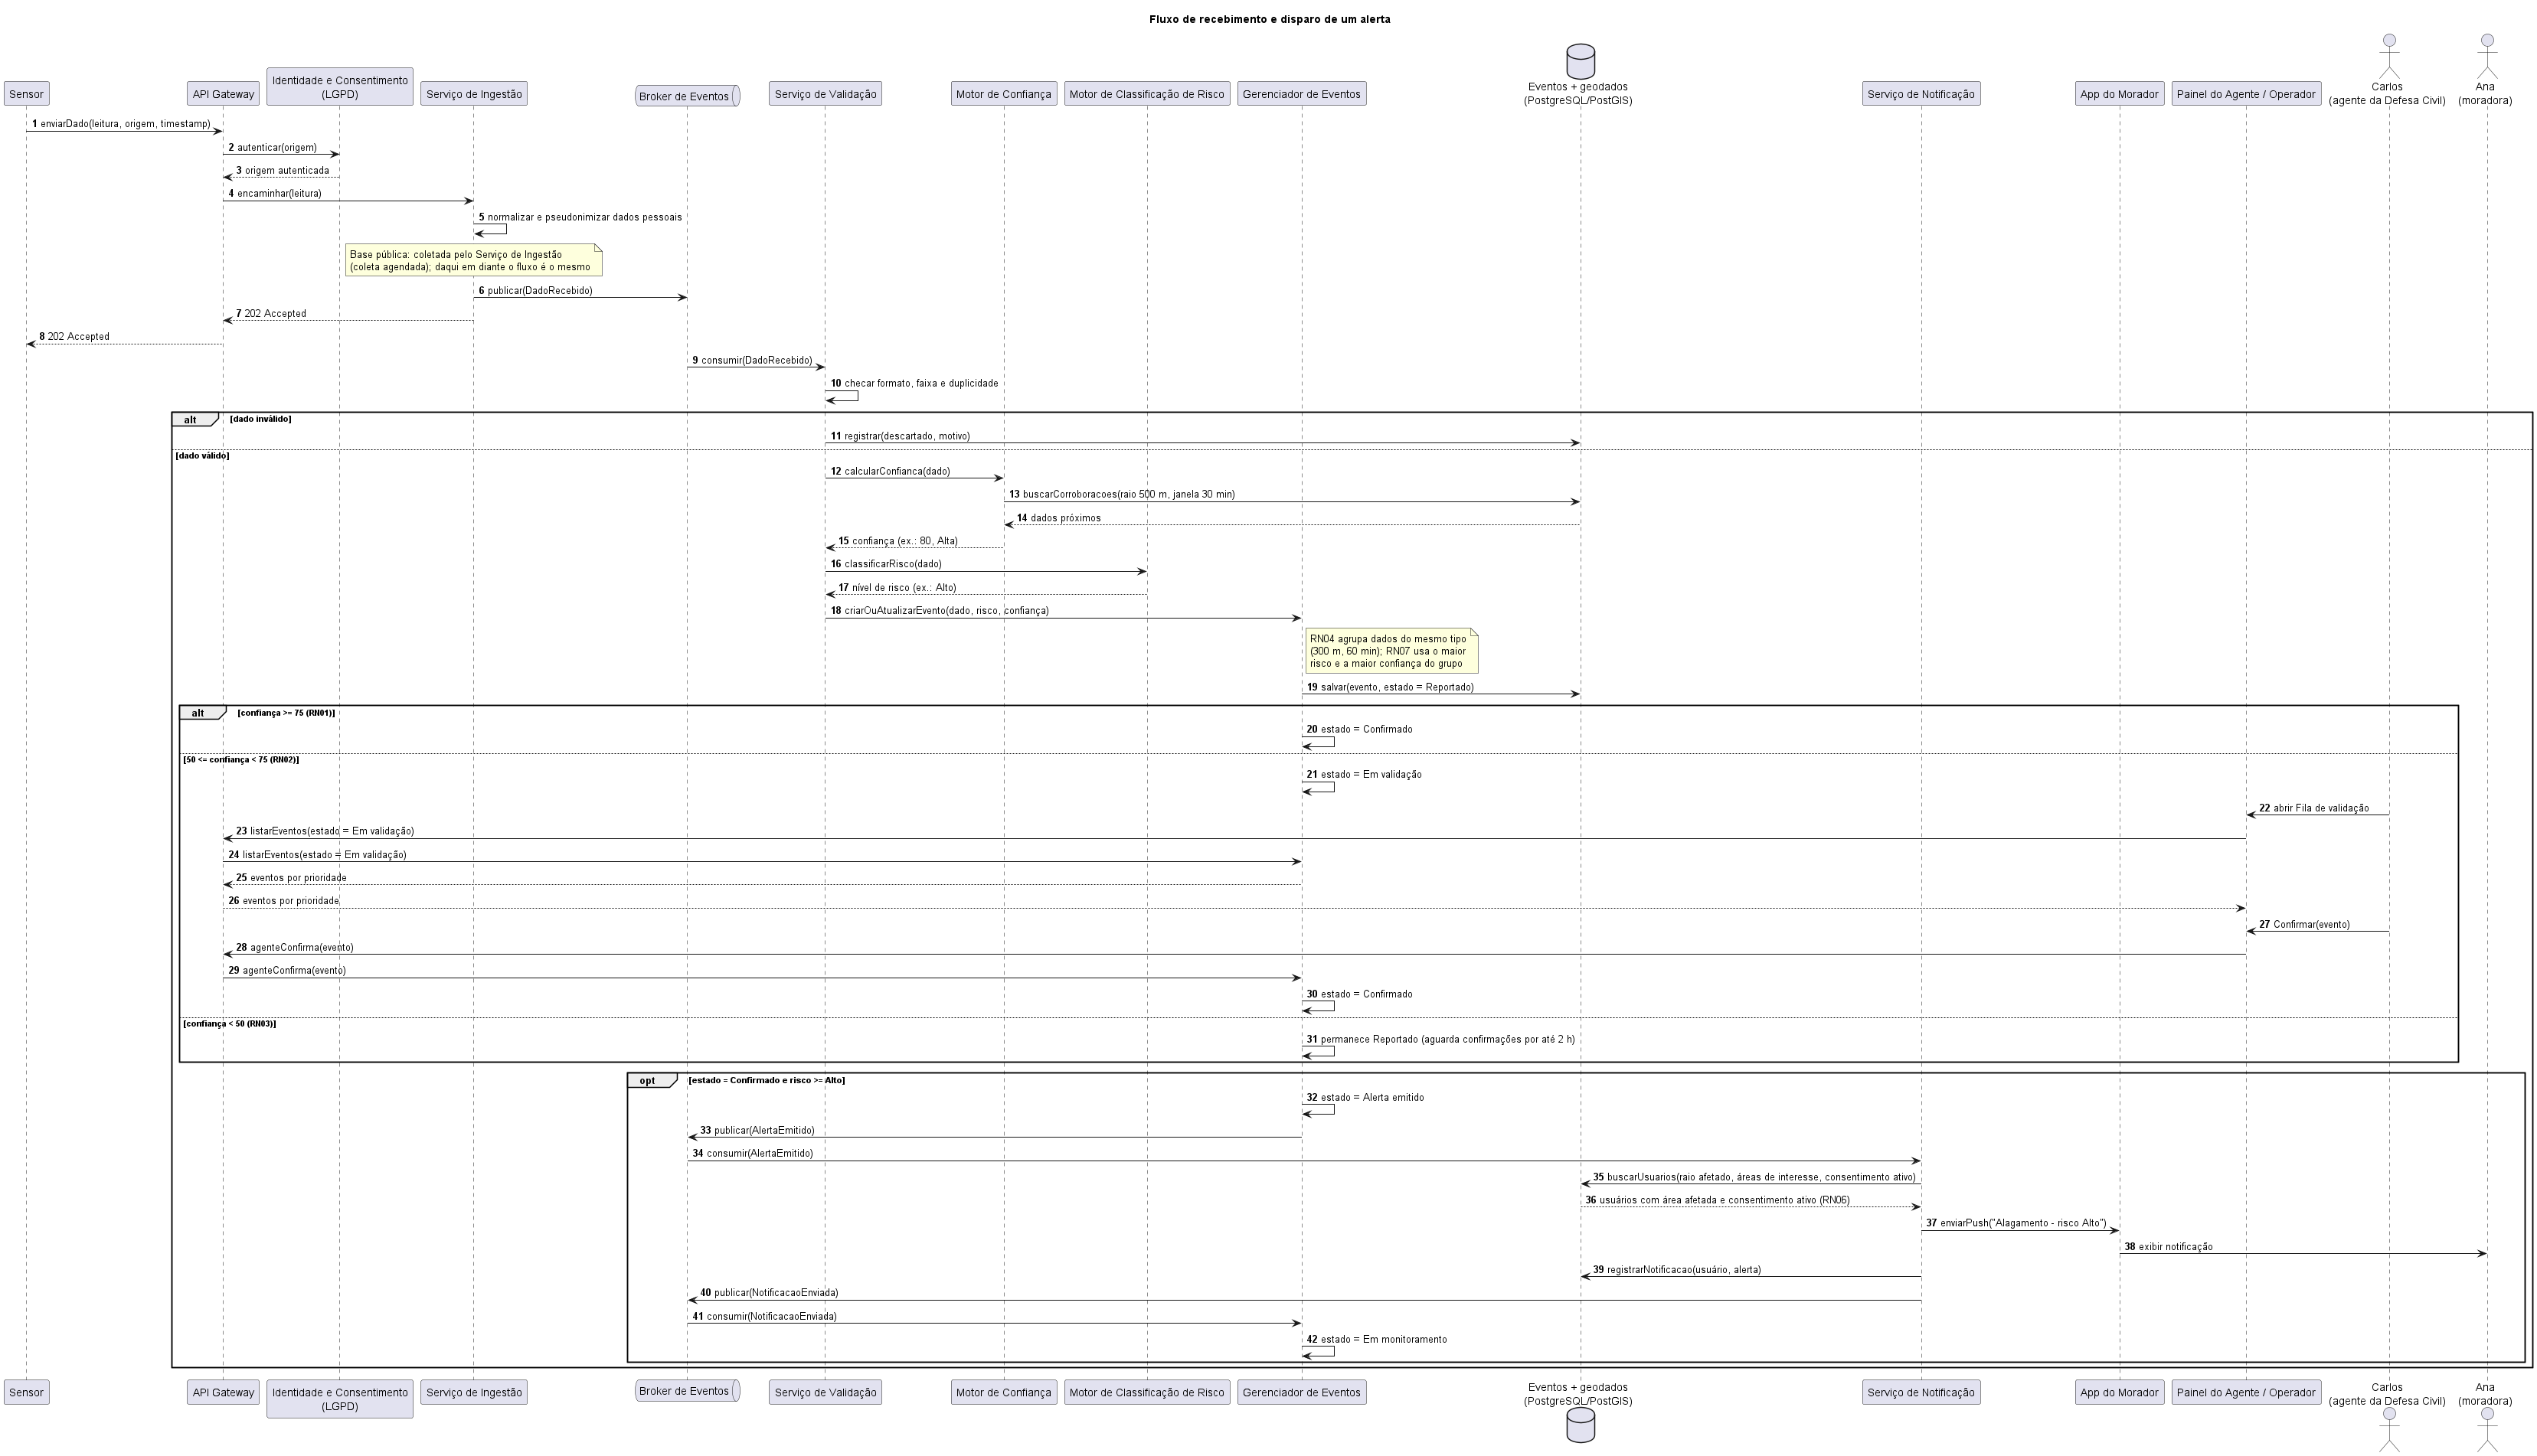 Fluxo de recebimento e disparo de um alerta
Sensor
API Gateway
Identidade e Consentimento
(LGPD)
Serviço de Ingestão
Broker de Eventos
Serviço de Validação
Motor de Confiança
Motor de Classificação de Risco
Gerenciador de Eventos
Eventos + geodados
(PostgreSQL/PostGIS)
Serviço de Notificação
App do Morador
Painel do Agente / Operador
Carlos
(agente da Defesa Civil)
Ana
(moradora)
1 enviarDado(leitura, origem, timestamp)
2 autenticar(origem)
3 origem autenticada
4 encaminhar(leitura)
5 normalizar e pseudonimizar dados pessoais
Base pública: coletada pelo Serviço de Ingestão
(coleta agendada); daqui em diante o fluxo é o mesmo
6 publicar(DadoRecebido)
7 202 Accepted
8 202 Accepted
9 consumir(DadoRecebido)
10 checar formato, faixa e duplicidade
alt [dado inválido]
11 registrar(descartado, motivo)
[dado válido]
12 calcularConfianca(dado)
13 buscarCorroboracoes(raio 500 m, janela 30 min)
14 dados próximos
15 confiança (ex.: 80, Alta)
16 classificarRisco(dado)
17 nível de risco (ex.: Alto)
18 criarOuAtualizarEvento(dado, risco, confiança)
RN04 agrupa dados do mesmo tipo
(300 m, 60 min); RN07 usa o maior
risco e a maior confiança do grupo
19 salvar(evento, estado = Reportado)
alt [confiança >= 75 (RN01)]
20 estado = Confirmado
[50 <= confiança < 75 (RN02)]
21 estado = Em validação
22 abrir Fila de validação
23 listarEventos(estado = Em validação)
24 listarEventos(estado = Em validação)
25 eventos por prioridade
26 eventos por prioridade
27 Confirmar(evento)
28 agenteConfirma(evento)
29 agenteConfirma(evento)
30 estado = Confirmado
[confiança < 50 (RN03)]
31 permanece Reportado (aguarda confirmações por até 2 h)
opt [estado = Confirmado e risco >= Alto]
32 estado = Alerta emitido
33 publicar(AlertaEmitido)
34 consumir(AlertaEmitido)
35 buscarUsuarios(raio afetado, áreas de interesse, consentimento ativo)
36 usuários com área afetada e consentimento ativo (RN06)
37 enviarPush("Alagamento - risco Alto")
38 exibir notificação
39 registrarNotificacao(usuário, alerta)
40 publicar(NotificacaoEnviada)
41 consumir(NotificacaoEnviada)
42 estado = Em monitoramento
Sensor
API Gateway
Identidade e Consentimento
(LGPD)
Serviço de Ingestão
Broker de Eventos
Serviço de Validação
Motor de Confiança
Motor de Classificação de Risco
Gerenciador de Eventos
Eventos + geodados
(PostgreSQL/PostGIS)
Serviço de Notificação
App do Morador
Painel do Agente / Operador
Carlos
(agente da Defesa Civil)
Ana
(moradora)